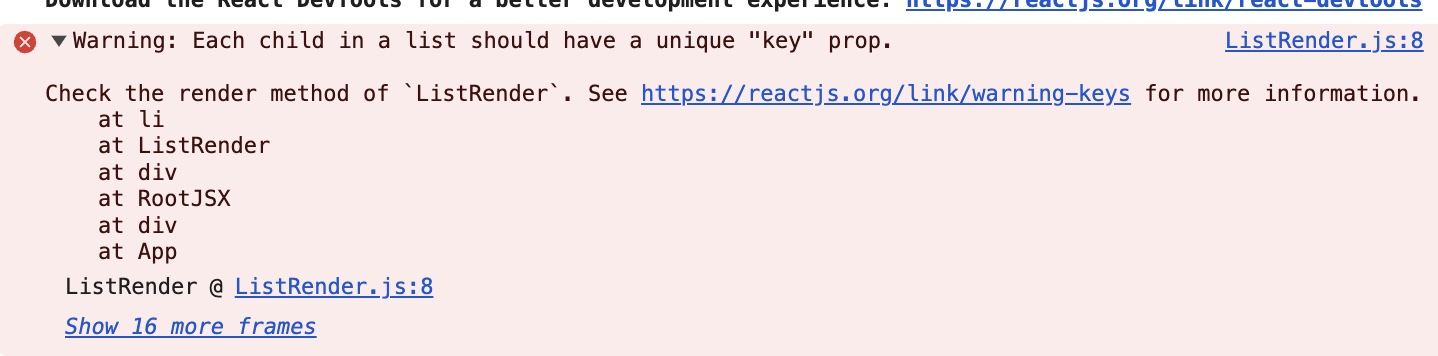 Download the React DevTools for a better development experience: https://reactjs.org/link/react-devtools
Warning: Each child in a list should have a unique "key" prop. ListRender.js:8
Check the render method of `ListRender`. See https://reactjs.org/link/warning-keys for more information.
at li
at ListRender
at div
at RootJSX
at div
at App
ListRender @ ListRender.js:8
Show 16 more frames